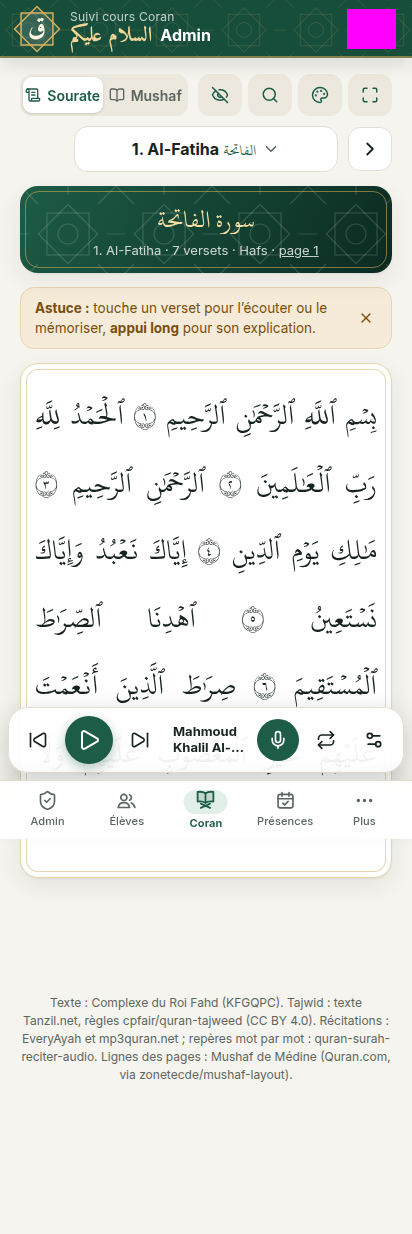 ق
Suivi cours Coran
السلام عليكم Admin
Sourate
Mushaf
1. Al-Fatiha الفاتحة
سورة الفاتحة
1. Al-Fatiha · 7 versets · Hafs · page 1
Astuce : touche un verset pour l'écouter ou le
mémoriser, appui long pour son explication.
بِسْمِ ٱللَّهِ ٱلرَّحْمَٰنِ ٱلرَّحِيمِ ١ ٱلْحَمْدُ لِلَّهِ
رَبِّ ٱلْعَٰلَمِينَ ٢ ٱلرَّحْمَٰنِ ٱلرَّحِيمِ ٣
مَٰلِكِ يَوْمِ ٱلدِّينِ ٤ إِيَّاكَ نَعْبُدُ وَإِيَّاكَ
نَسْتَعِينُ ٥ ٱهْدِنَا ٱلصِّرَٰطَ
ٱلْمُسْتَقِيمَ ٦ صِرَٰطَ ٱلَّذِينَ أَنْعَمْتَ
Mahmoud
Khalil Al-...
Admin
Élèves
Coran
Présences
Plus
Texte : Complexe du Roi Fahd (KFGQPC). Tajwid : texte
Tanzil.net, règles cpfair/quran-tajweed (CC BY 4.0). Récitations :
EveryAyah et mp3quran.net ; repères mot par mot : quran-surah-
reciter-audio. Lignes des pages : Mushaf de Médine (Quran.com,
via zonetecde/mushaf-layout).